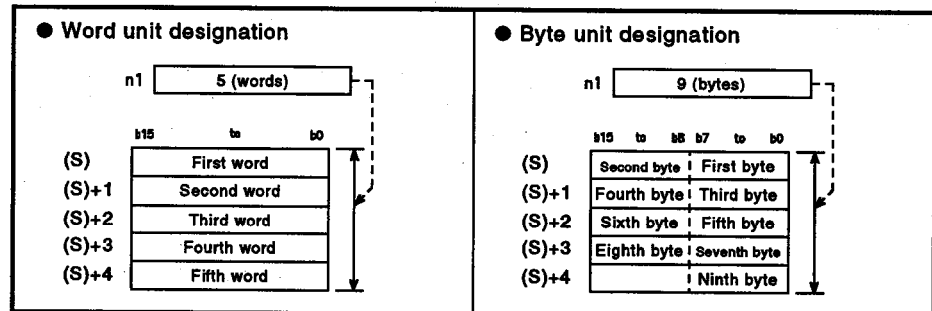 ● Word unit designation
n1 5 (words)
b15 to b0
(S) First word
(S)+1 Second word
(S)+2 Third word
(S)+3 Fourth word
(S)+4 Fifth word
● Byte unit designation
n1 9 (bytes)
b15 to b8 b7 to b0
(S) Second byte First byte
(S)+1 Fourth byte Third byte
(S)+2 Sixth byte Fifth byte
(S)+3 Eighth byte Seventh byte
(S)+4 Ninth byte